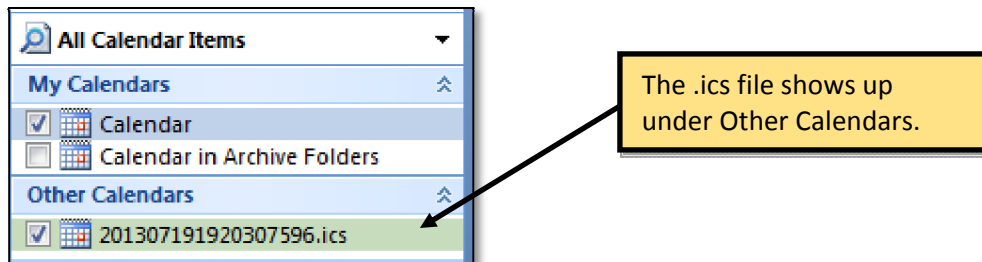 All Calendar Items
My Calendars
Calendar
Calendar in Archive Folders
Other Calendars
201307191920307596.ics
The .ics file shows up
under Other Calendars.